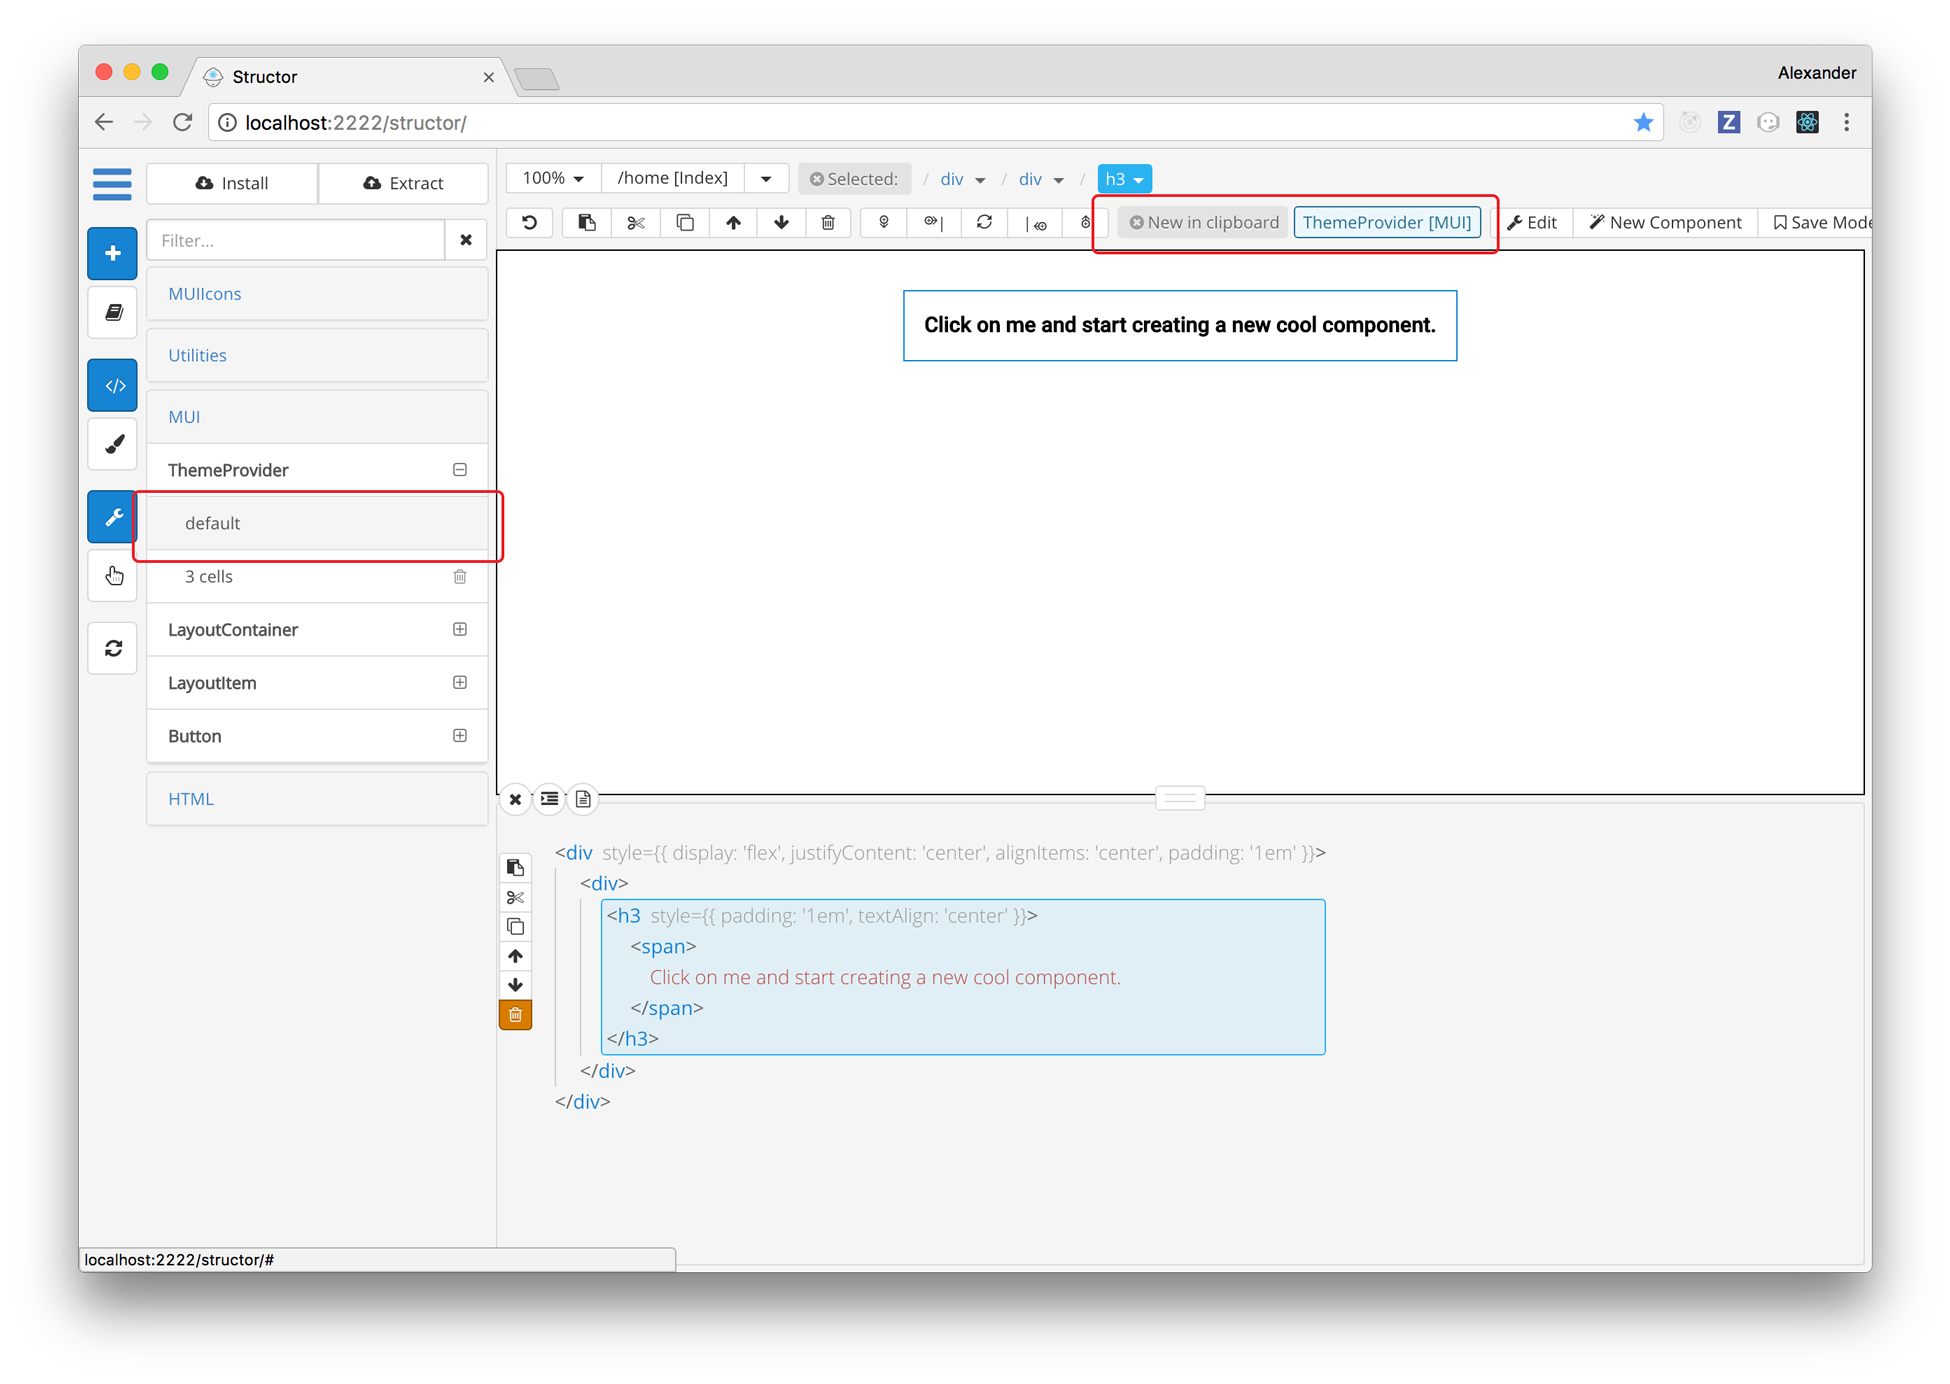 Structor
Alexander
localhost:2222/structor/
Install
Extract
100%
/home [Index]
Selected:
/ div / div / h3
Filter...
New in clipboard
ThemeProvider [MUI]
Edit
New Component
Save Mode
MUIIcons
Utilities
MUI
ThemeProvider
default
3 cells
LayoutContainer
LayoutItem
Button
HTML
Click on me and start creating a new cool component.
<div style={{ display: 'flex', justifyContent: 'center', alignItems: 'center', padding: '1em' }}>
<div>
<h3 style={{ padding: '1em', textAlign: 'center' }}>
<span>
Click on me and start creating a new cool component.
</span>
</h3>
</div>
</div>
localhost:2222/structor/#